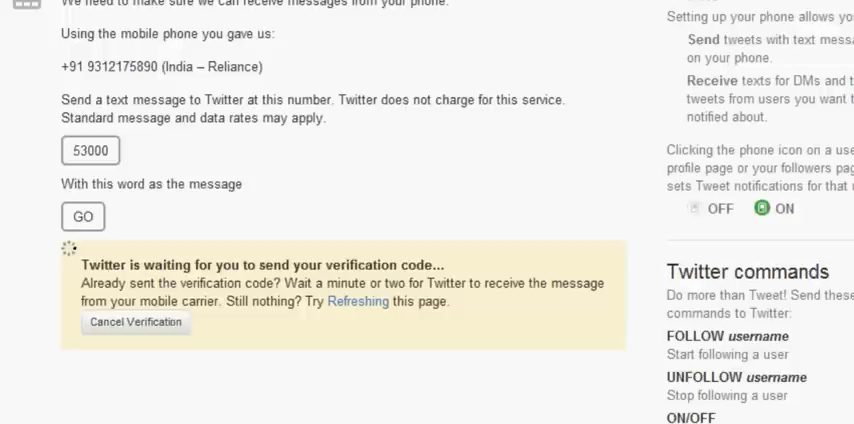 We need to make sure we can receive messages from your phone.
Using the mobile phone you gave us:
+91 9312175890 (India – Reliance)
Send a text message to Twitter at this number. Twitter does not charge for this service.
Standard message and data rates may apply.
53000
With this word as the message
GO
Twitter is waiting for you to send your verification code...
Already sent the verification code? Wait a minute or two for Twitter to receive the message
from your mobile carrier. Still nothing? Try Refreshing this page.
Cancel Verification
Setting up your phone allows
Send tweets with text
on your phone.
Receive texts for DMs and
tweets from users you want
notified about.
Clicking the phone icon on a
profile page or your followers
sets Tweet notifications for that
OFF ON
Twitter commands
Do more than Tweet! Send these
commands to Twitter:
FOLLOW username
Start following a user
UNFOLLOW username
Stop following a user
ON/OFF